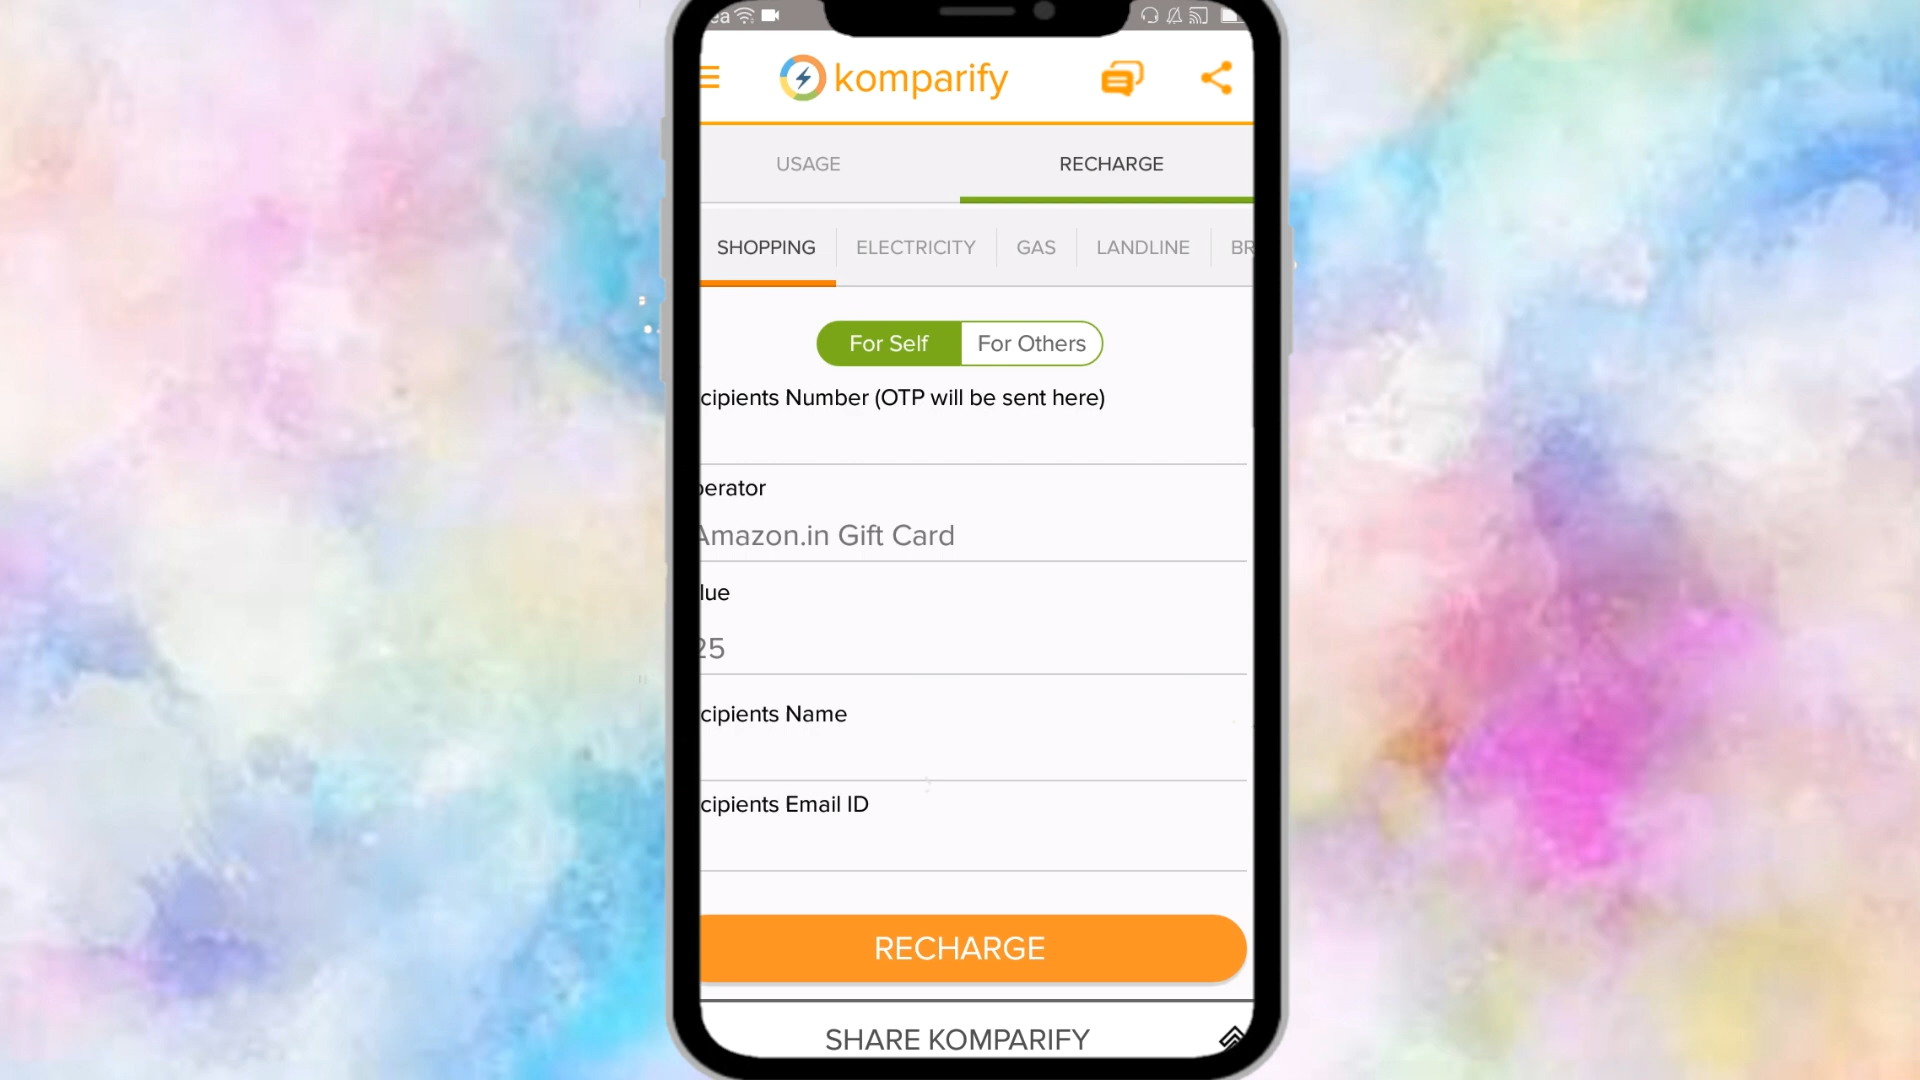 ea
komparify
USAGE RECHARGE
SHOPPING ELECTRICITY GAS LANDLINE BR
For Self For Others
cipients Number (OTP will be sent here)
perator
Amazon.in Gift Card
lue
25
cipients Name
cipients Email ID
RECHARGE
SHARE KOMPARIFY